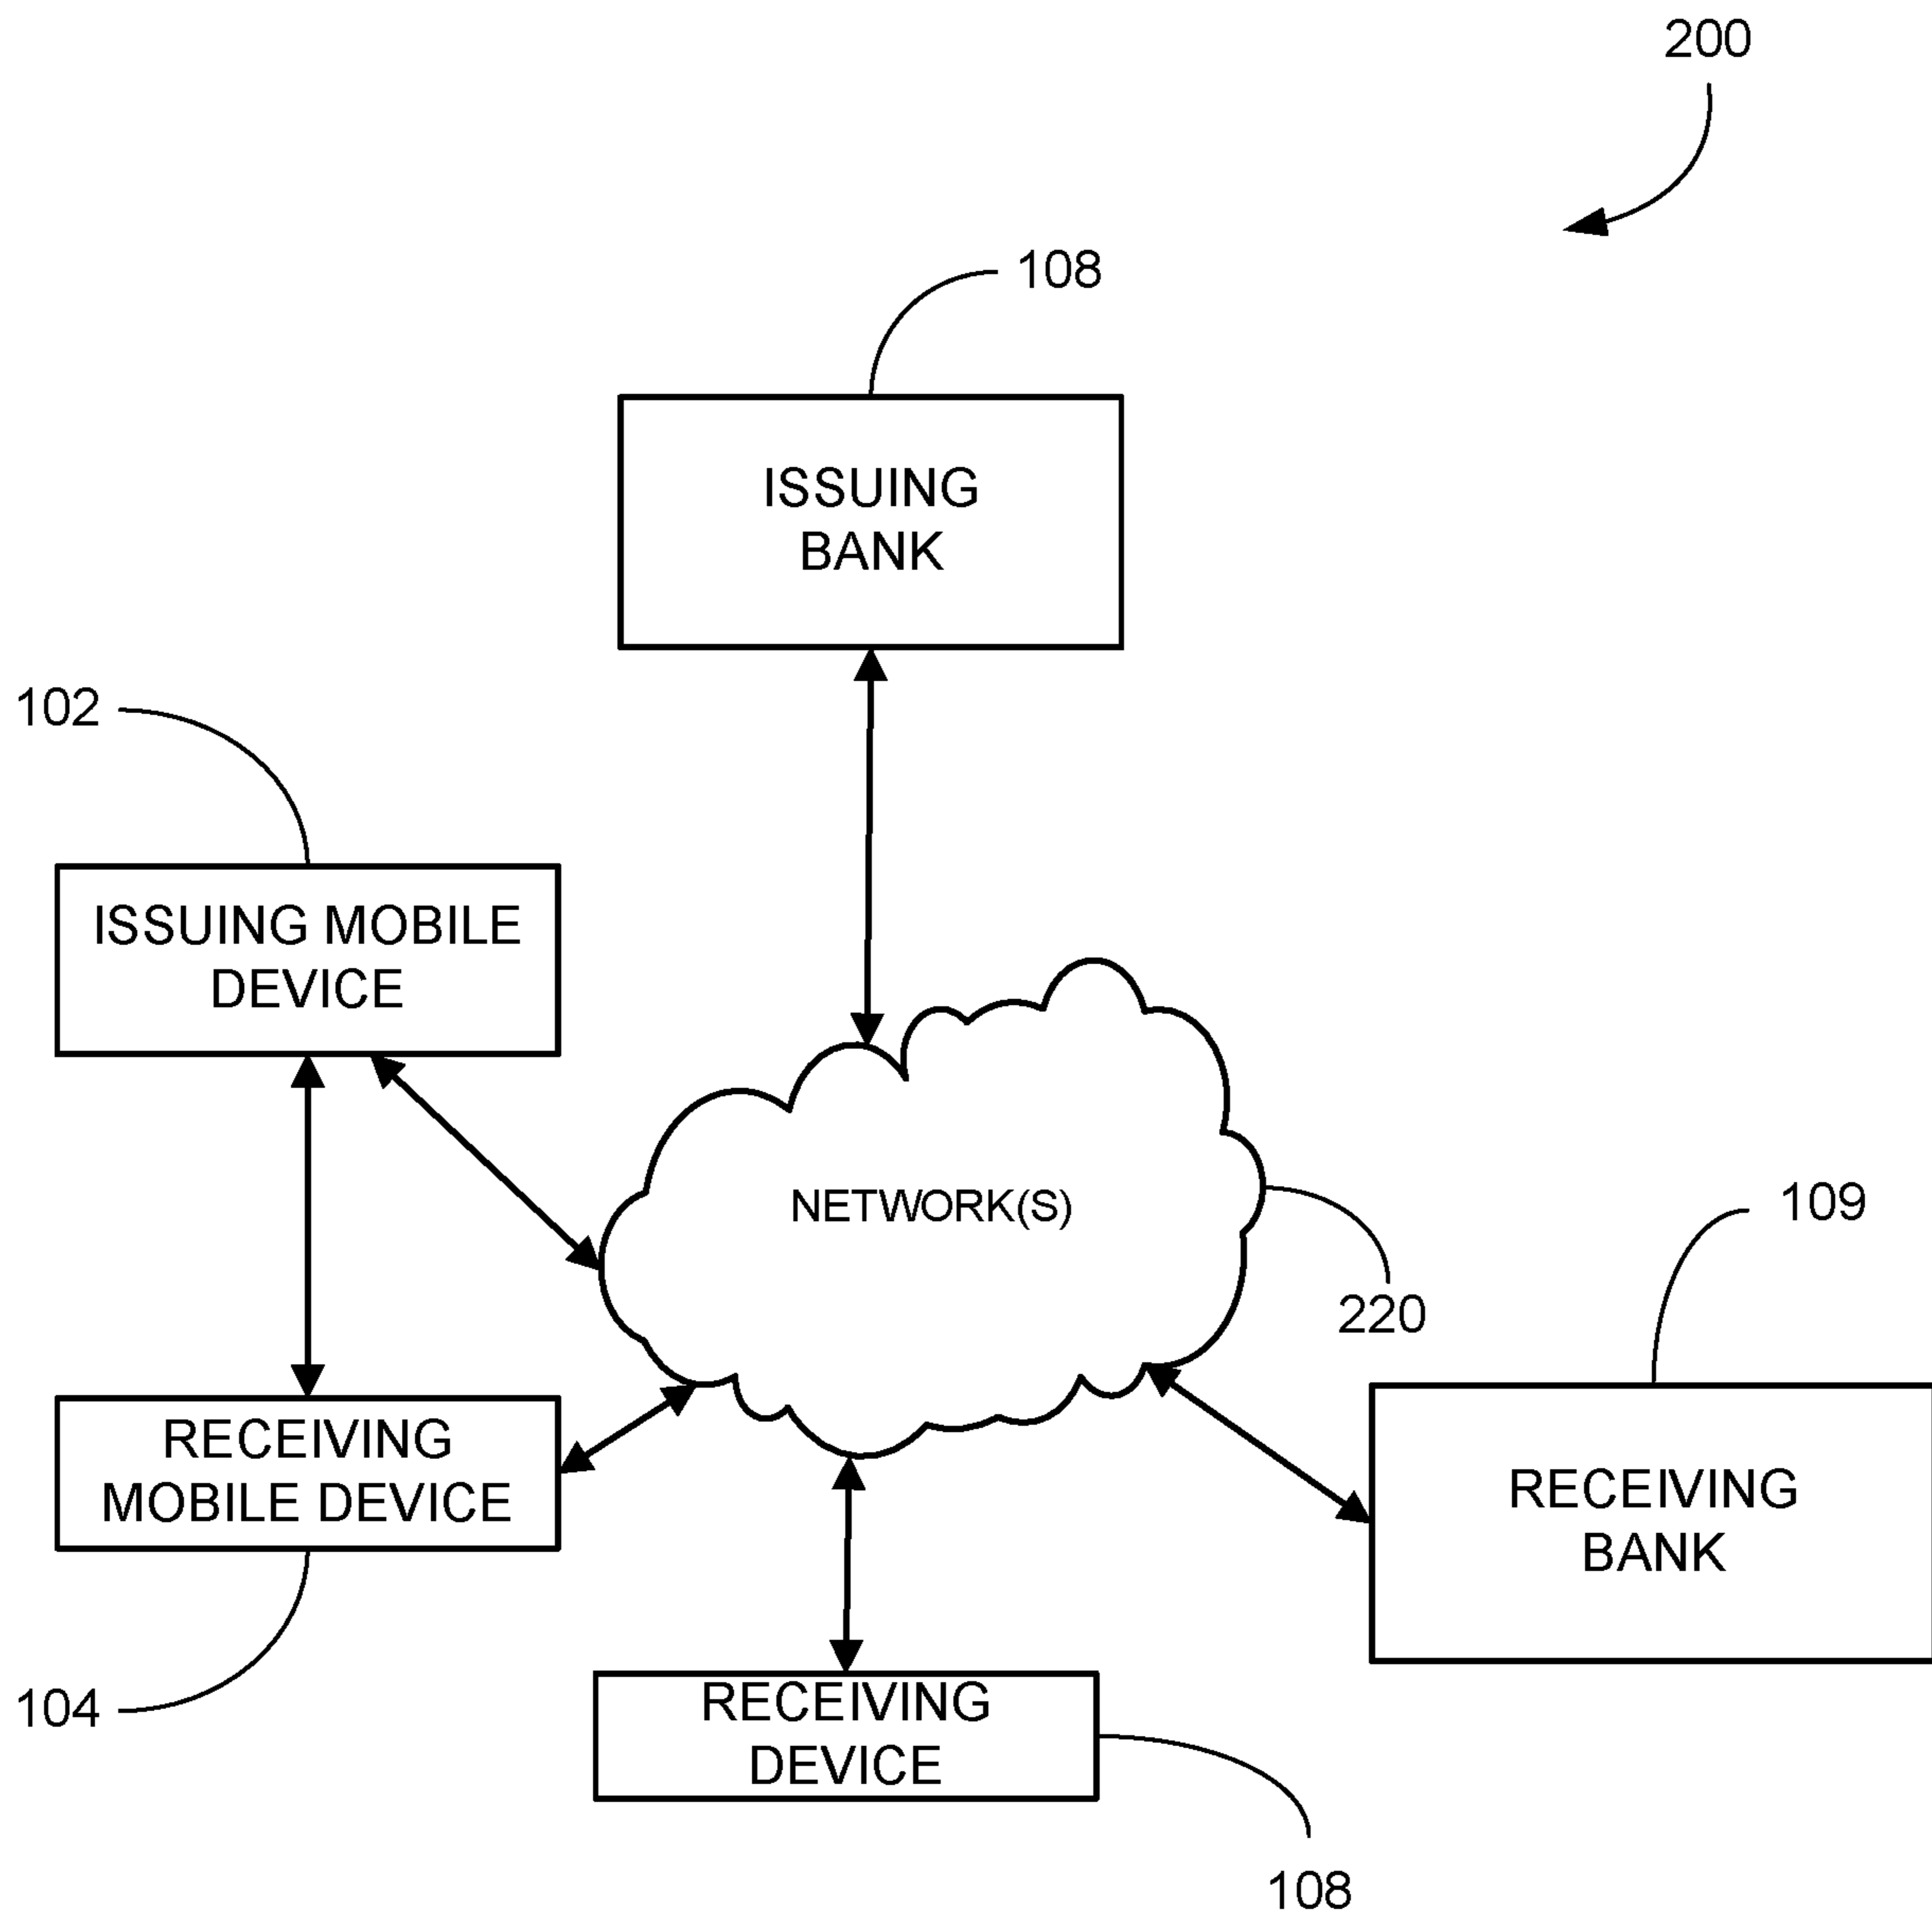 200
108
ISSUING
BANK
102
ISSUING MOBILE
DEVICE
NETWORK(S)
109
220
RECEIVING
MOBILE DEVICE
RECEIVING
BANK
104
RECEIVING
DEVICE
108